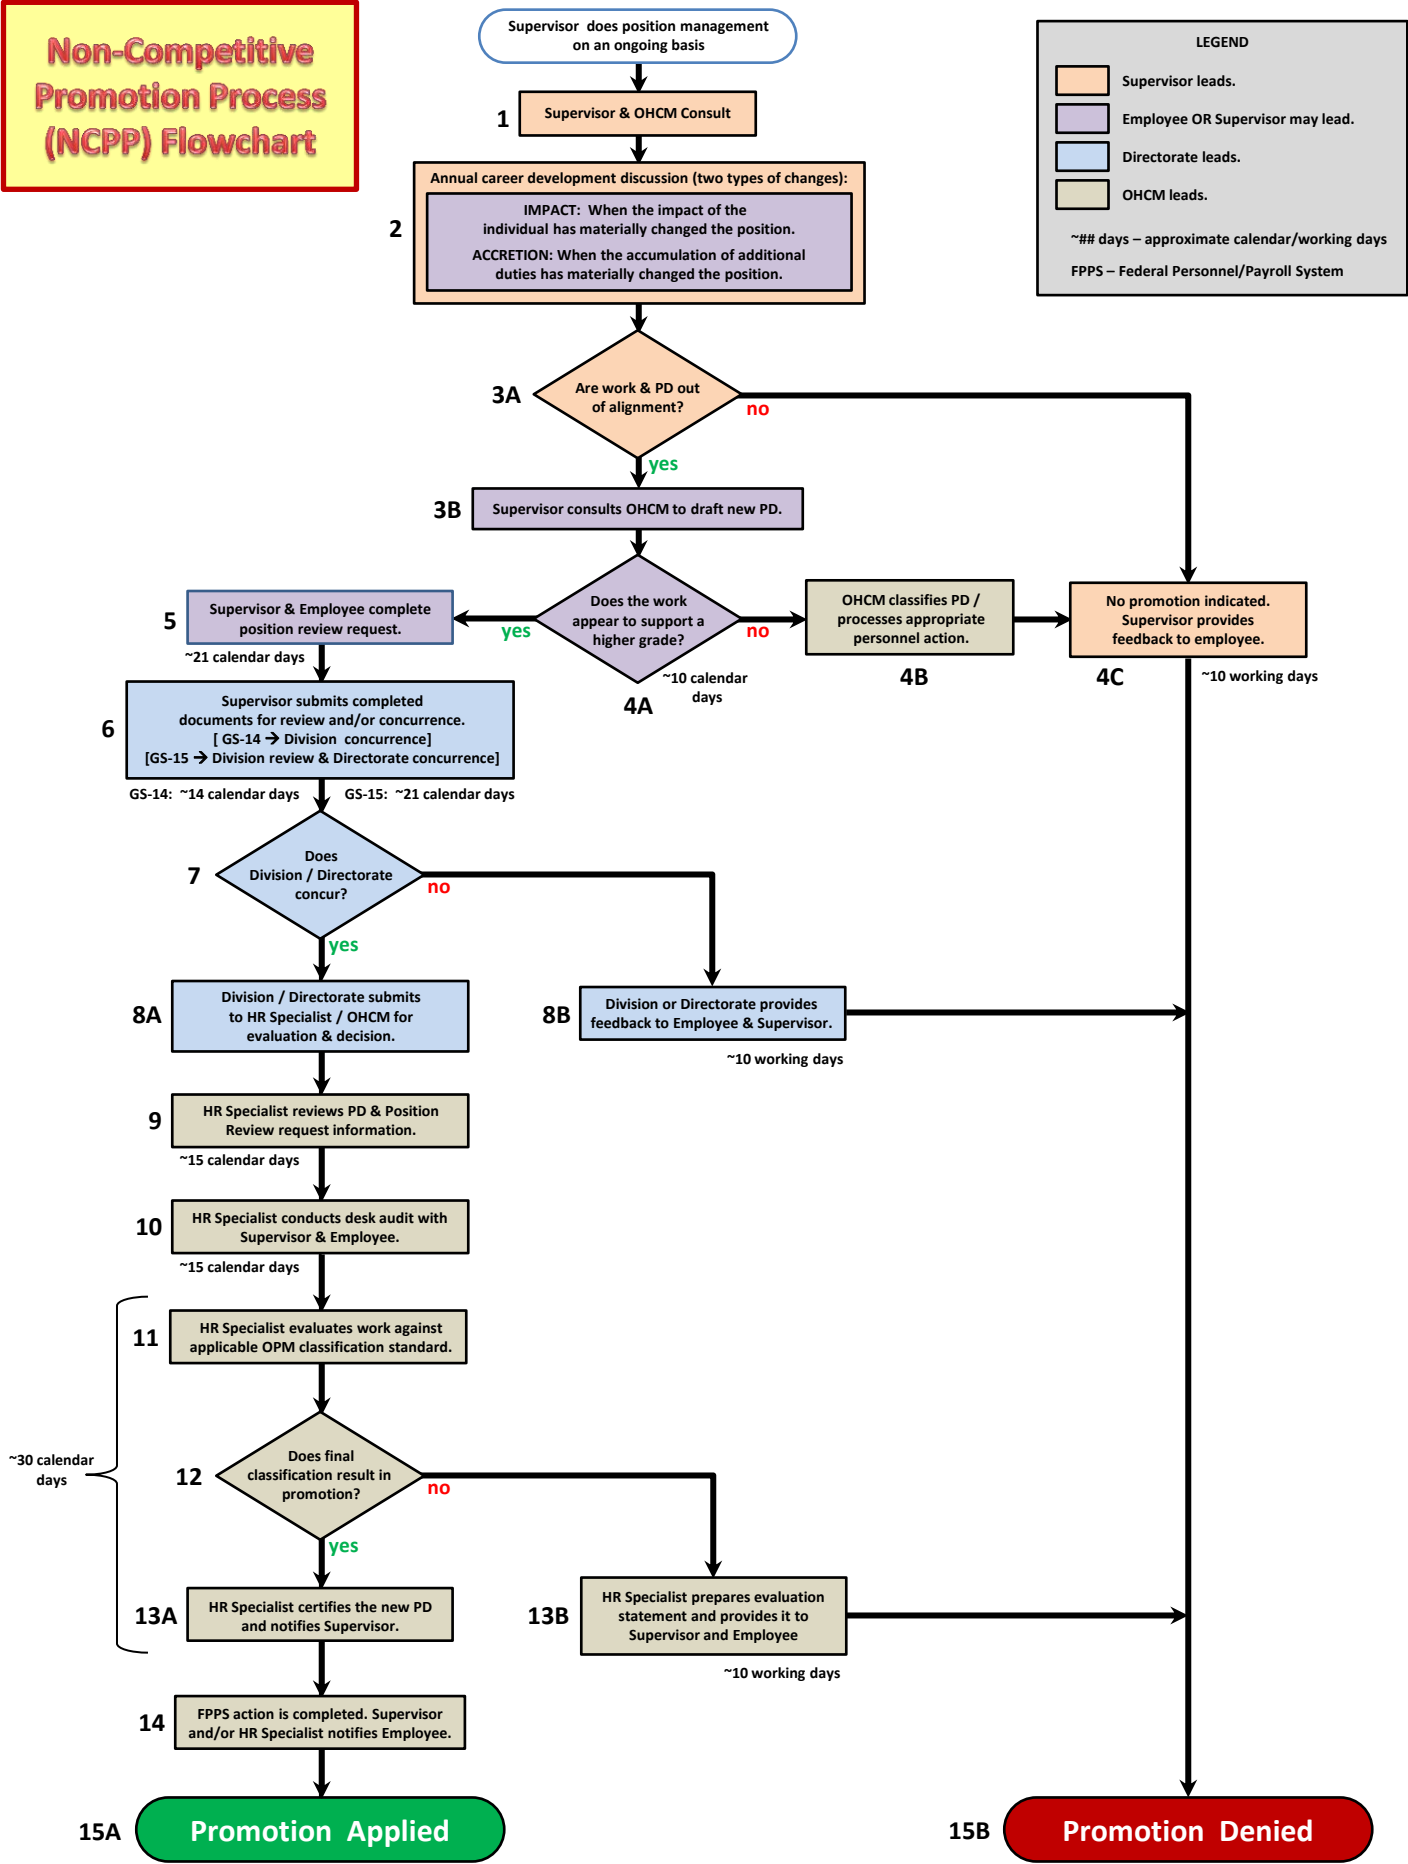 Non-Competitive
Promotion Process
(NCPP) Flowchart
Supervisor does position management
on an ongoing basis
LEGEND
Supervisor leads.
Employee OR Supervisor may lead.
Directorate leads.
OHCM leads.
~## days – approximate calendar/working days
FPPS – Federal Personnel/Payroll System
1
Supervisor & OHCM Consult
2
Annual career development discussion (two types of changes):
IMPACT: When the impact of the
individual has materially changed the position.
ACCRETION: When the accumulation of additional
duties has materially changed the position.
3A
Are work & PD out
of alignment?
no
yes
3B
Supervisor consults OHCM to draft new PD.
Does the work
appear to support a
higher grade?
yes
no
4A
~10 calendar
days
OHCM classifies PD /
processes appropriate
personnel action.
4B
No promotion indicated.
Supervisor provides
feedback to employee.
4C
~10 working days
5
Supervisor & Employee complete
position review request.
~21 calendar days
6
Supervisor submits completed
documents for review and/or concurrence.
[ GS-14 → Division concurrence]
[GS-15 → Division review & Directorate concurrence]
GS-14: ~14 calendar days
GS-15: ~21 calendar days
7
Does
Division / Directorate
concur?
no
yes
8A
Division / Directorate submits
to HR Specialist / OHCM for
evaluation & decision.
8B
Division or Directorate provides
feedback to Employee & Supervisor.
~10 working days
9
HR Specialist reviews PD & Position
Review request information.
~15 calendar days
10
HR Specialist conducts desk audit with
Supervisor & Employee.
~15 calendar days
11
HR Specialist evaluates work against
applicable OPM classification standard.
~30 calendar
days
12
Does final
classification result in
promotion?
no
yes
13A
HR Specialist certifies the new PD
and notifies Supervisor.
13B
HR Specialist prepares evaluation
statement and provides it to
Supervisor and Employee
~10 working days
14
FPPS action is completed. Supervisor
and/or HR Specialist notifies Employee.
15A
Promotion Applied
15B
Promotion Denied